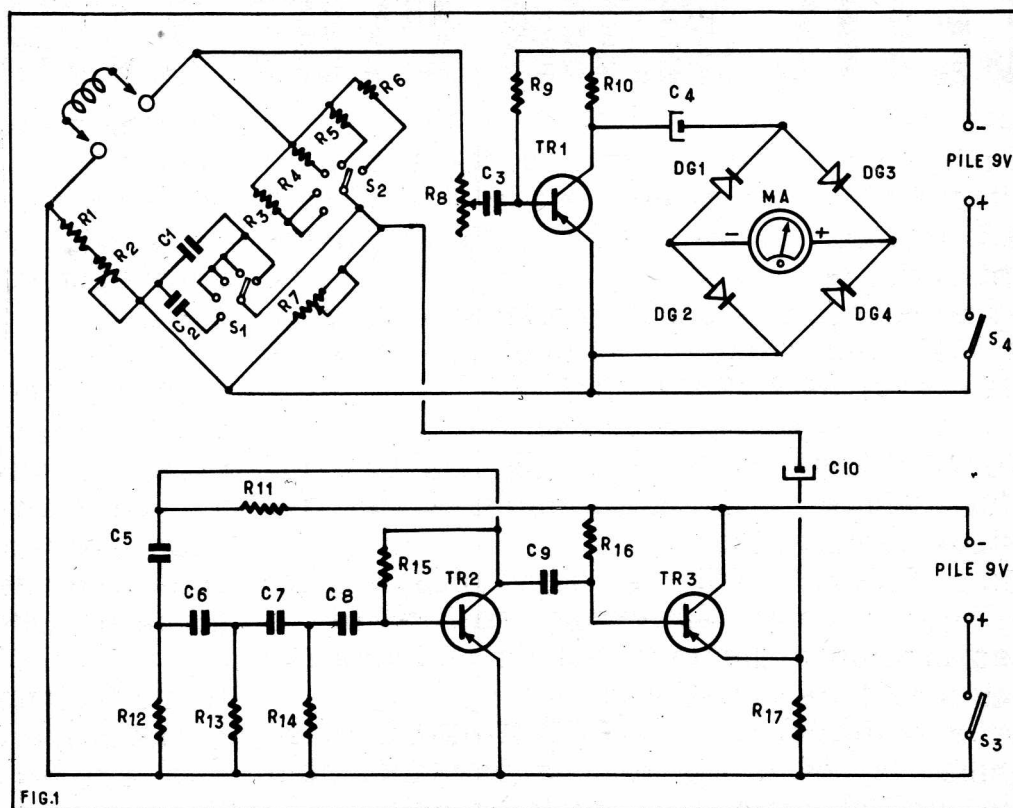 R6
R5
R4
R3
S2
R1
R2
C1
C2
S1
R7
R8
C3
R9
R10
TR1
C4
DG1
DG3
MA
- +
DG2
DG4
-
PILE 9V
+
S4
C10
R11
C5
C6
C7
C8
R15
TR2
C9
R16
TR3
-
PILE 9V
+
R12
R13
R14
R17
S3
FIG.1